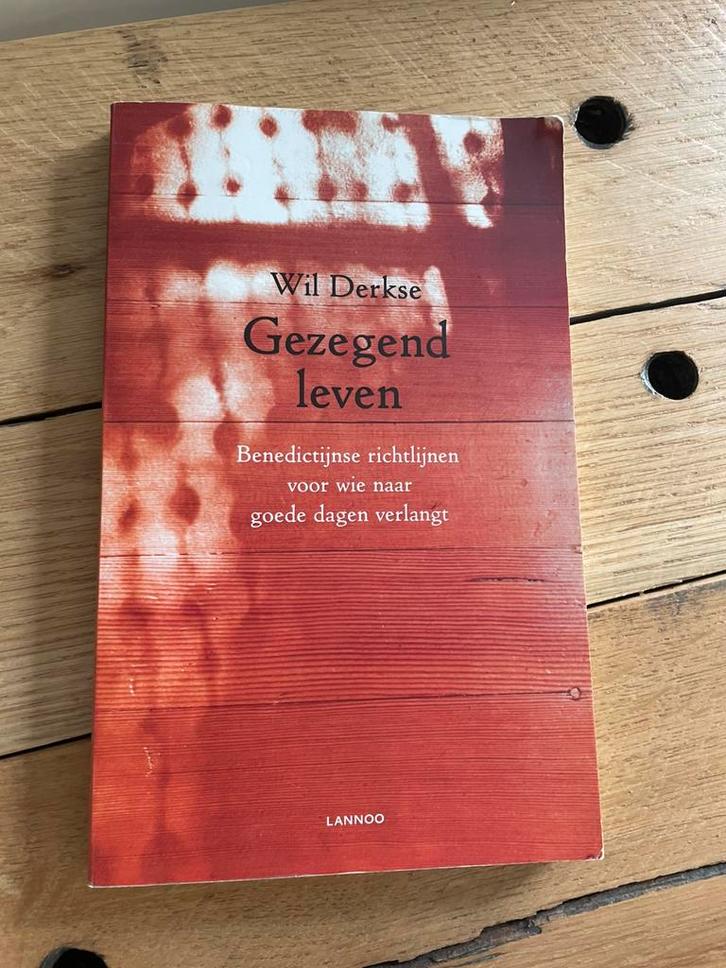 Wil Derkse
Gezegend
leven
Benedictijnse richtlijnen
voor wie naar
goede dagen verlangt
LANNOO